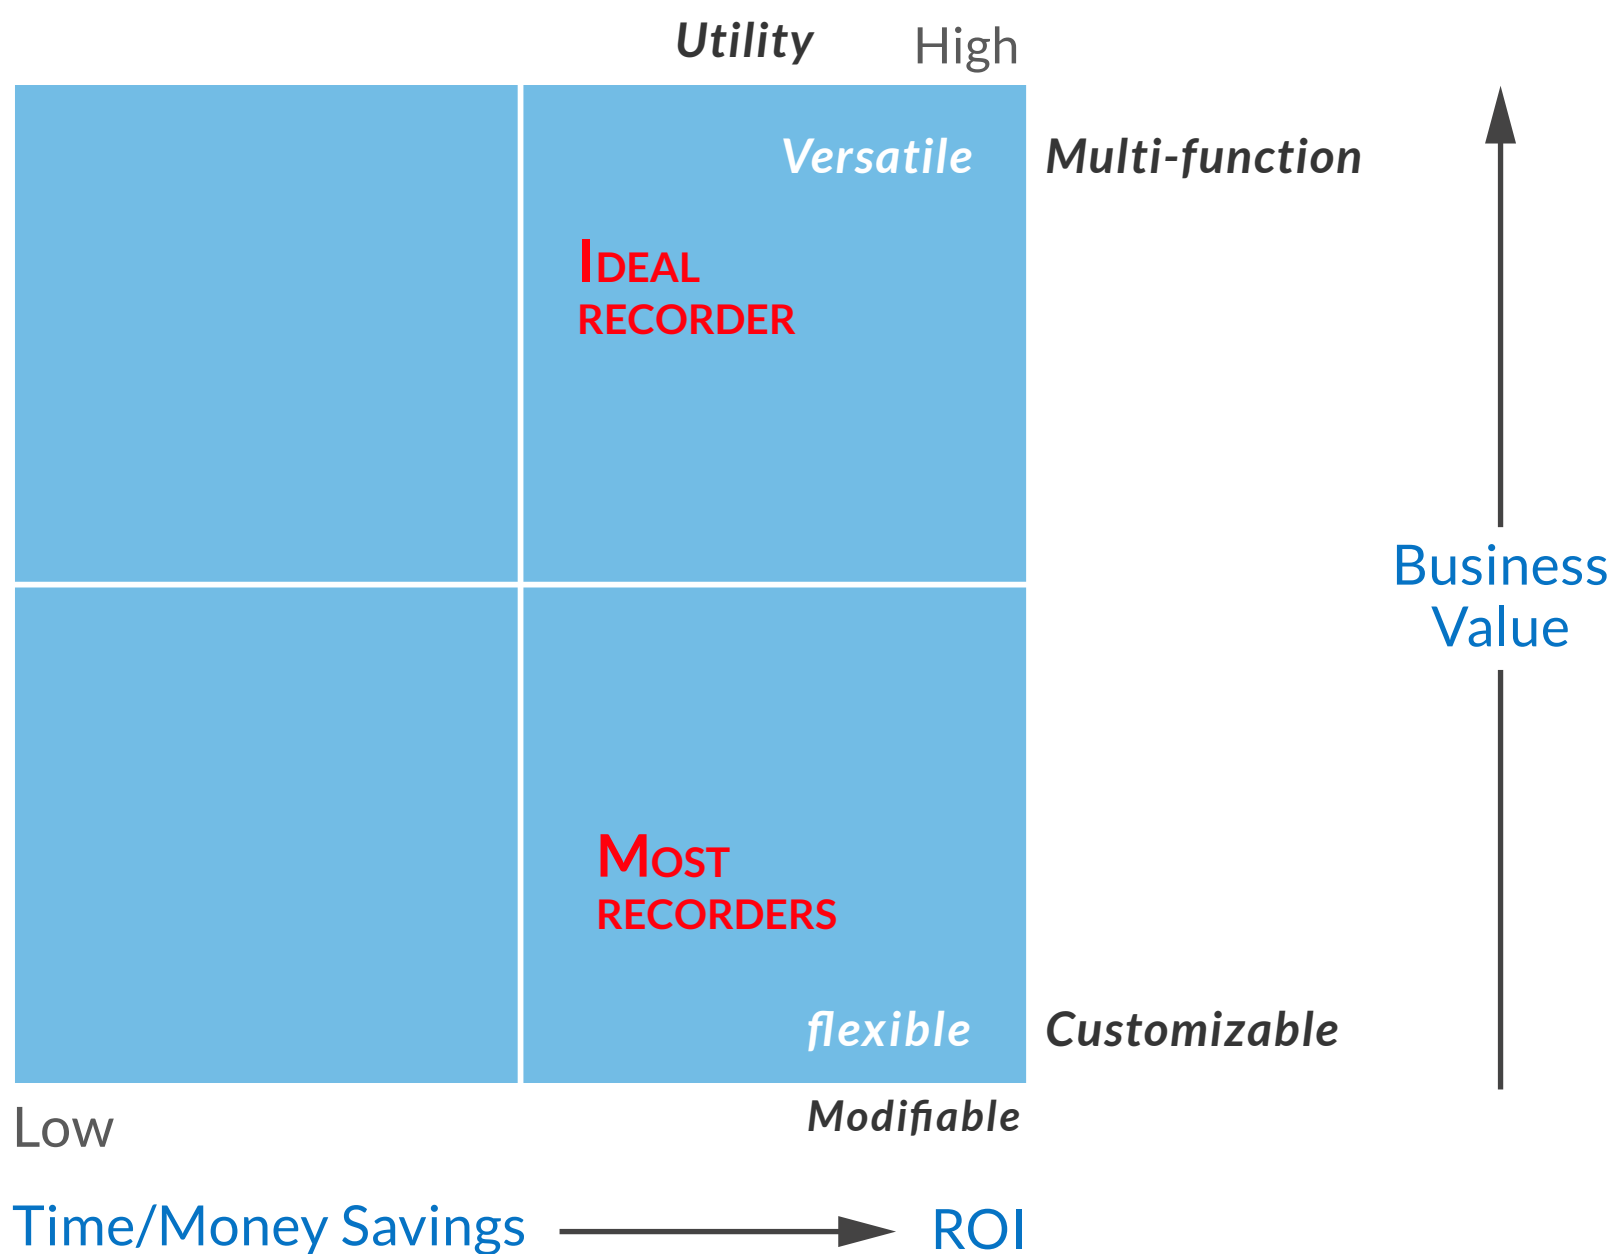 Utility
High
Versatile
Multi-function
IDEAL
RECORDER
Business
Value
MOST
RECORDERS
flexible
Customizable
Low
Modifiable
Time/Money Savings
ROI